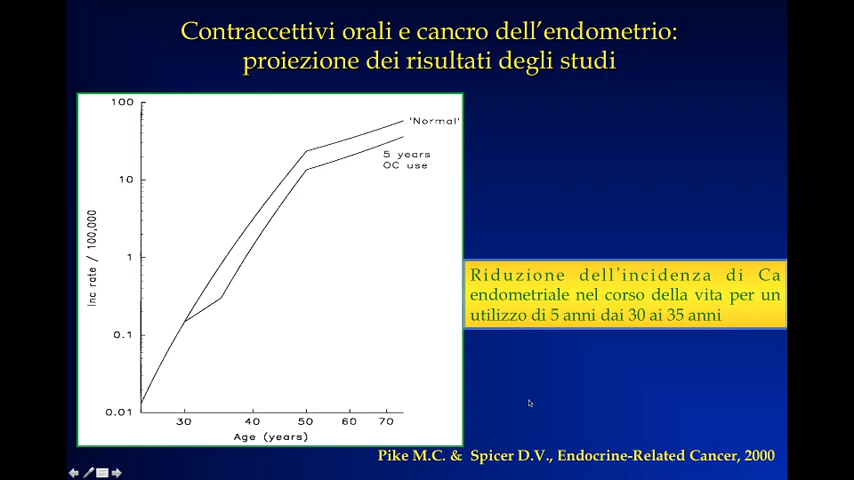 Contraccettivi orali e cancro dell'endometrio:
proiezione dei risultati degli studi
100
10
1
0.1
0.01
Inc rate / 100,000
'Normal'
5 years
OC use
30
40
50
60
70
Age (years)
Riduzione dell'incidenza di Ca
endometriale nel corso della vita per un
utilizzo di 5 anni dai 30 ai 35 anni
Pike M.C. & Spicer D.V., Endocrine-Related Cancer, 2000